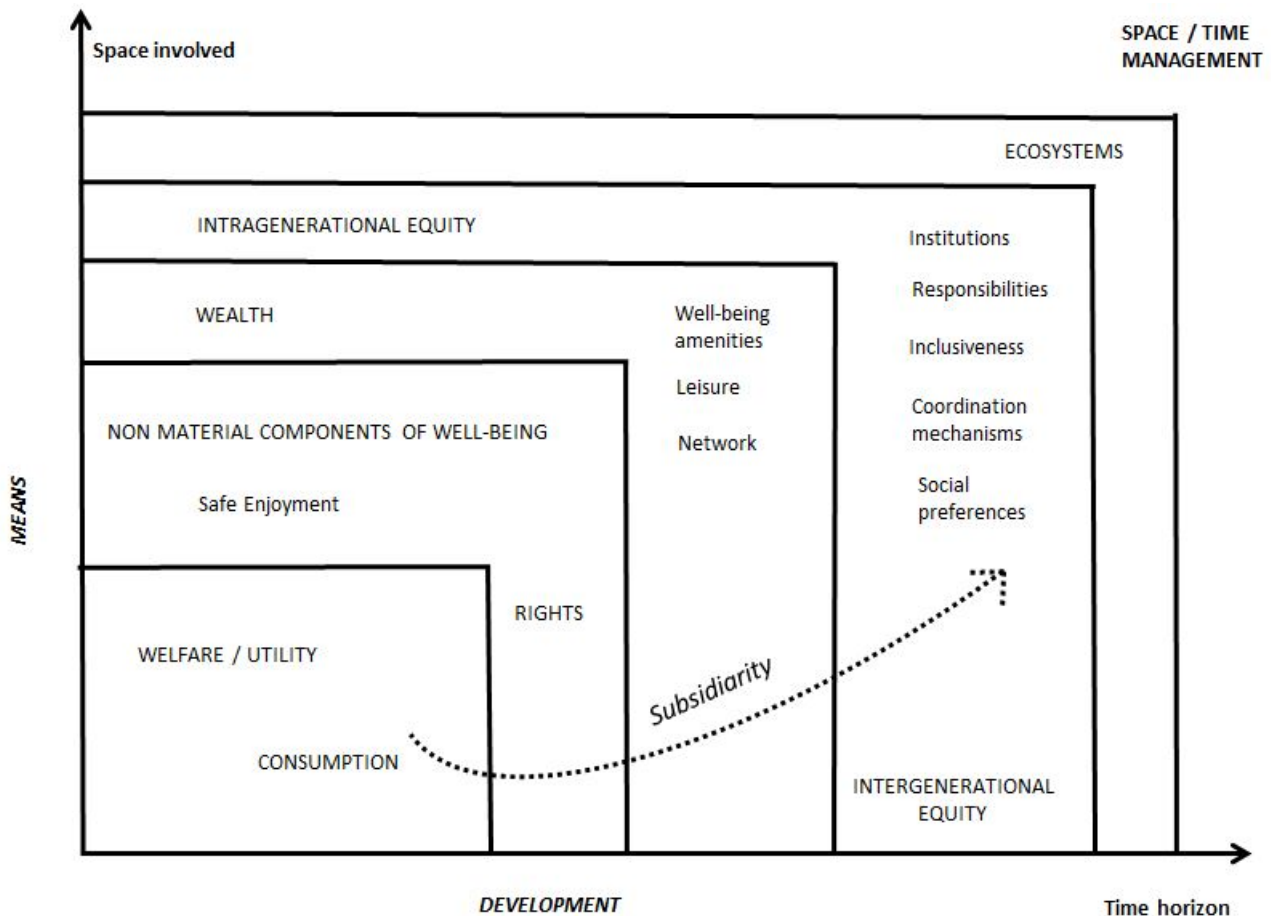 Space involved
SPACE / TIME
MANAGEMENT
ECOSYSTEMS
INTRAGENERATIONAL EQUITY
Institutions
Responsibilities
WEALTH
Well-being
amenities
Inclusiveness
Leisure
Coordination
mechanisms
NON MATERIAL COMPONENTS OF WELL-BEING
Network
Social
preferences
Safe Enjoyment
MEANS
RIGHTS
WELFARE / UTILITY
Subsidiarity
CONSUMPTION
INTERGENERATIONAL
EQUITY
DEVELOPMENT
Time horizon